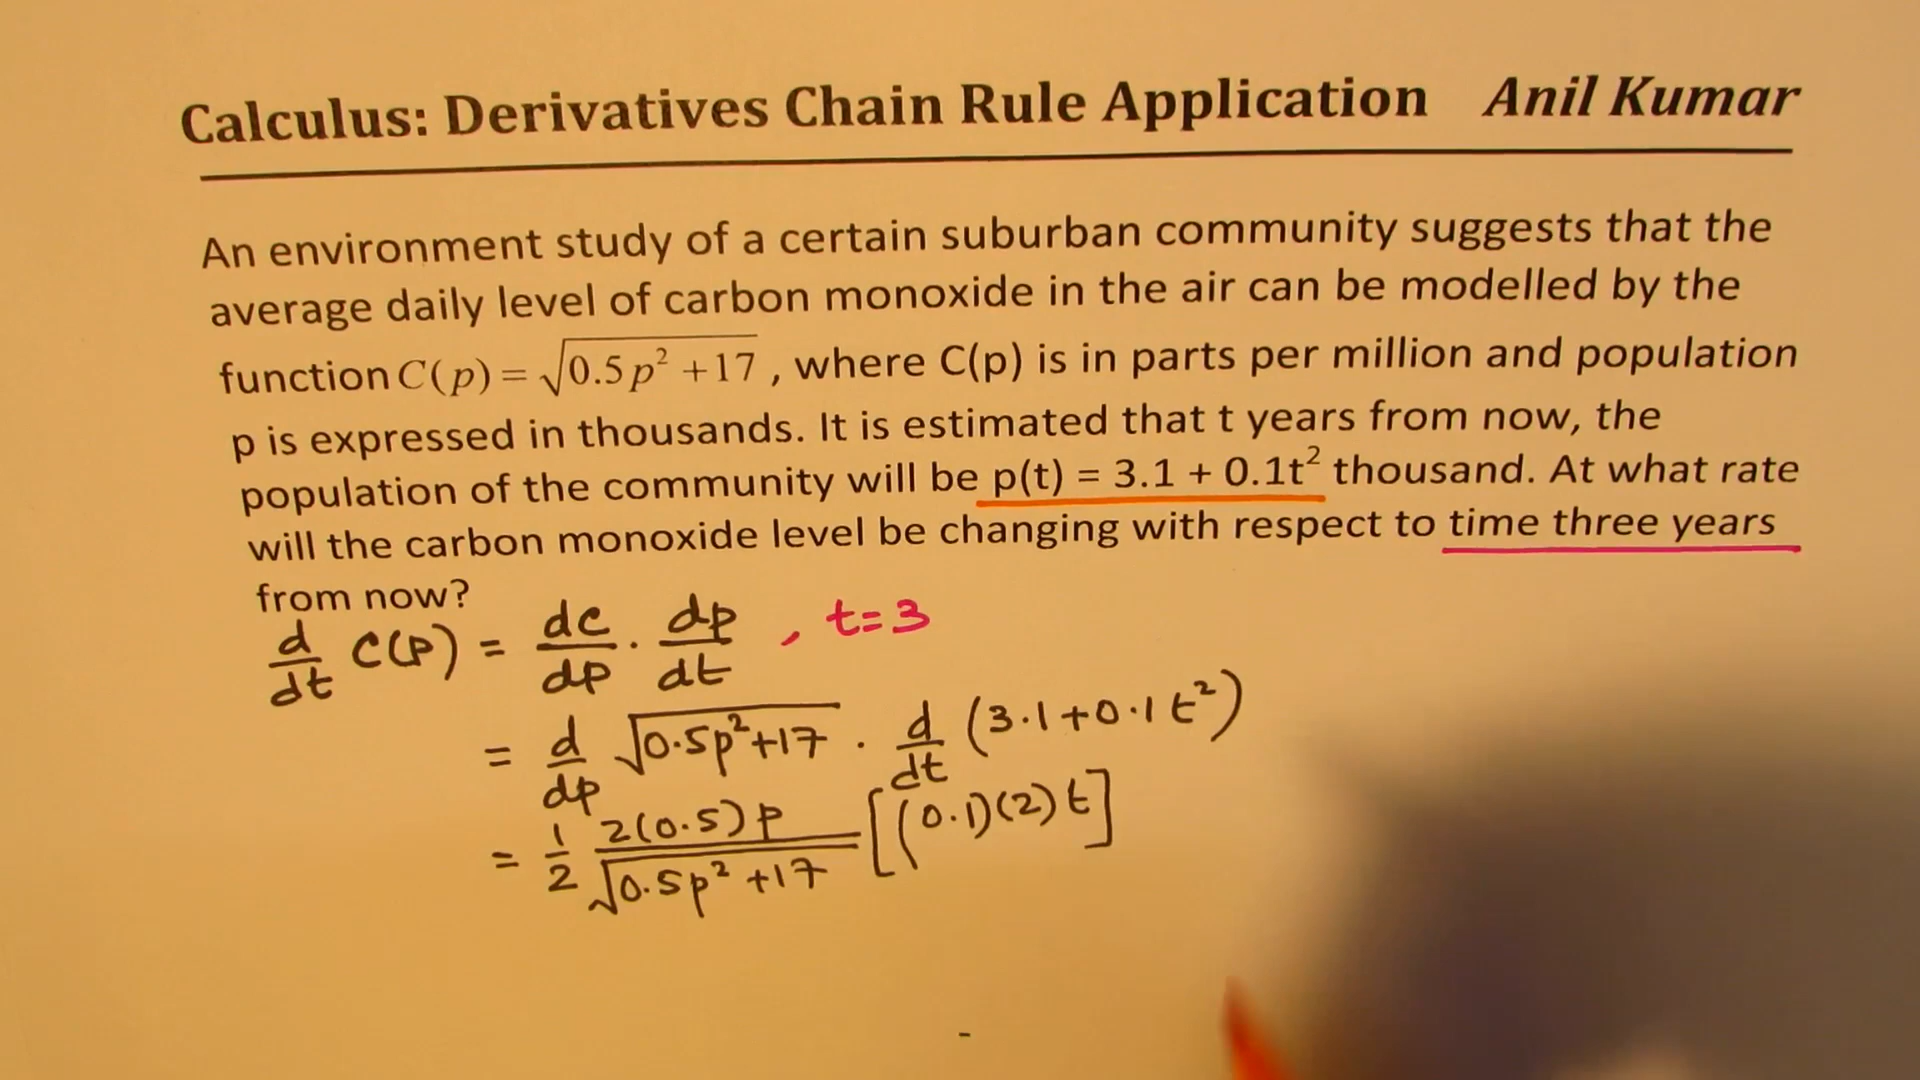 Calculus: Derivatives Chain Rule Application Anil Kumar
An environment study of a certain suburban community suggests that the
average daily level of carbon monoxide in the air can be modelled by the
function C(p) = √(0.5p² + 17) , where C(p) is in parts per million and population
p is expressed in thousands. It is estimated that t years from now, the
population of the community will be p(t) = 3.1 + 0.1t² thousand. At what rate
will the carbon monoxide level be changing with respect to time three years
from now?
d/dt C(P) = dc/dp · dp/dt , t=3
= d/dp √(0.5p²+17) · d/dt (3.1+0.1t²)
= 1/2 2(0.5)p/√(0.5p²+17) [(0.1)(2)t]